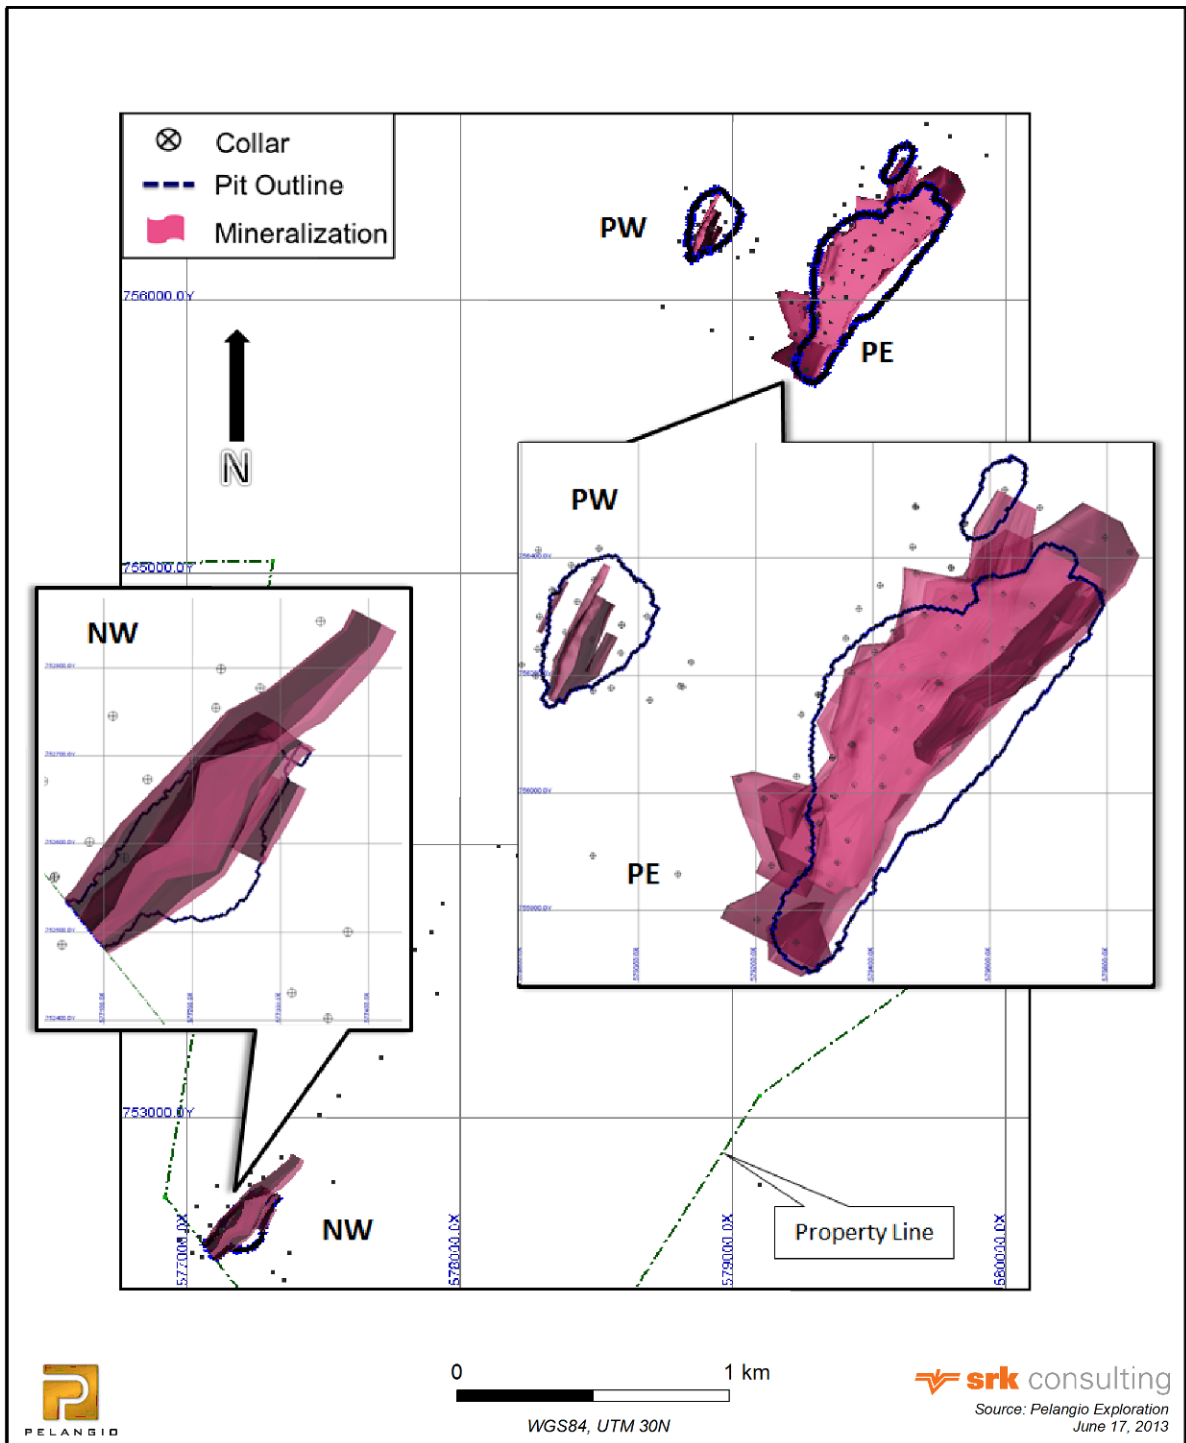 Collar
Pit Outline
Mineralization
PW
PE
756000.0Y
N
PW
PE
755000.0Y
NW
753000.0Y
NW
577000.0X
578000.0X
579000.0X
580000.0X
Property Line
0 1 km
WGS84, UTM 30N
PELANGIO
srk consulting
Source: Pelangio Exploration
June 17, 2013